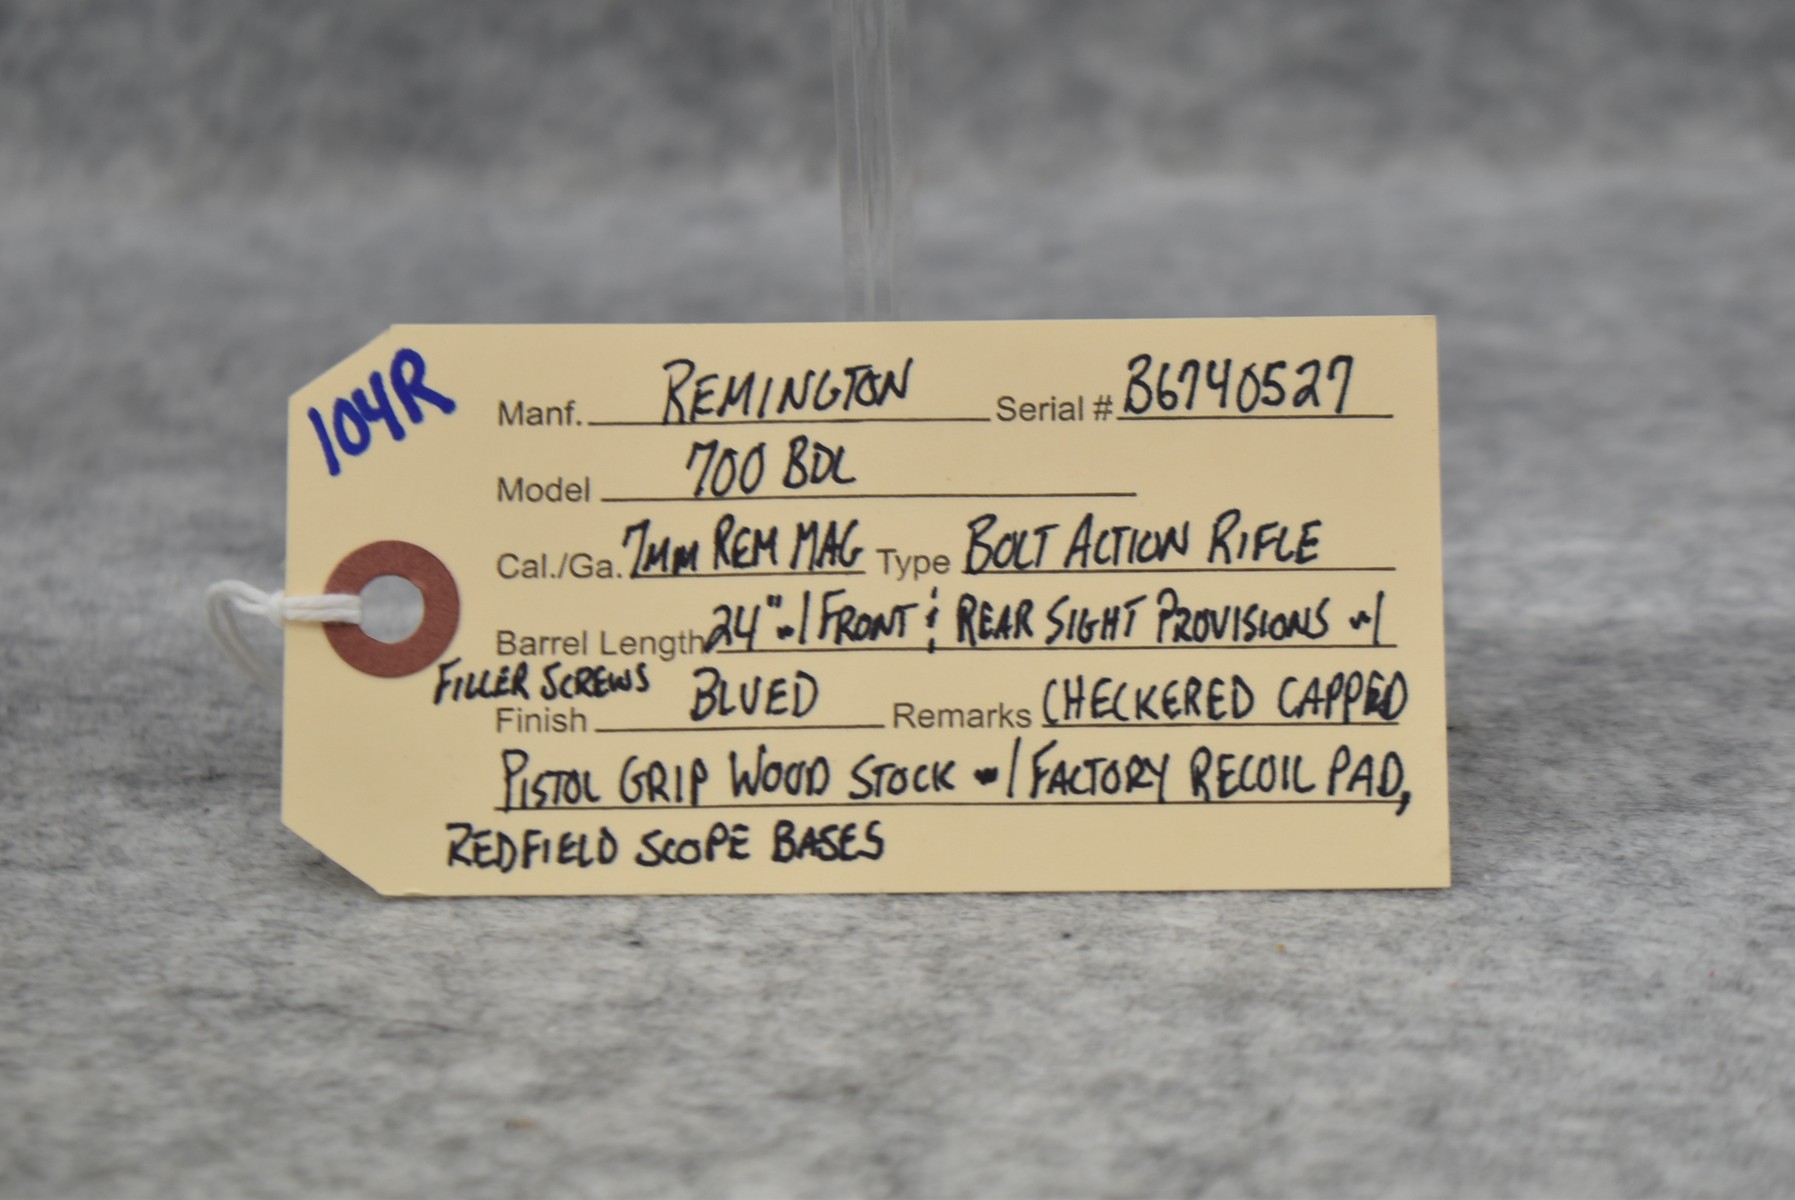 104R
Manf. REMINGTON Serial # B6740527
Model 700 BDL
Cal./Ga. 7MM REM MAG Type BOLT ACTION RIFLE
Barrel Length 24" w/ FRONT & REAR SIGHT PROVISIONS w/
FILLER SCREWS
Finish BLUED Remarks CHECKERED CAPPED
PISTOL GRIP WOOD STOCK w/ FACTORY RECOIL PAD,
REDFIELD SCOPE BASES